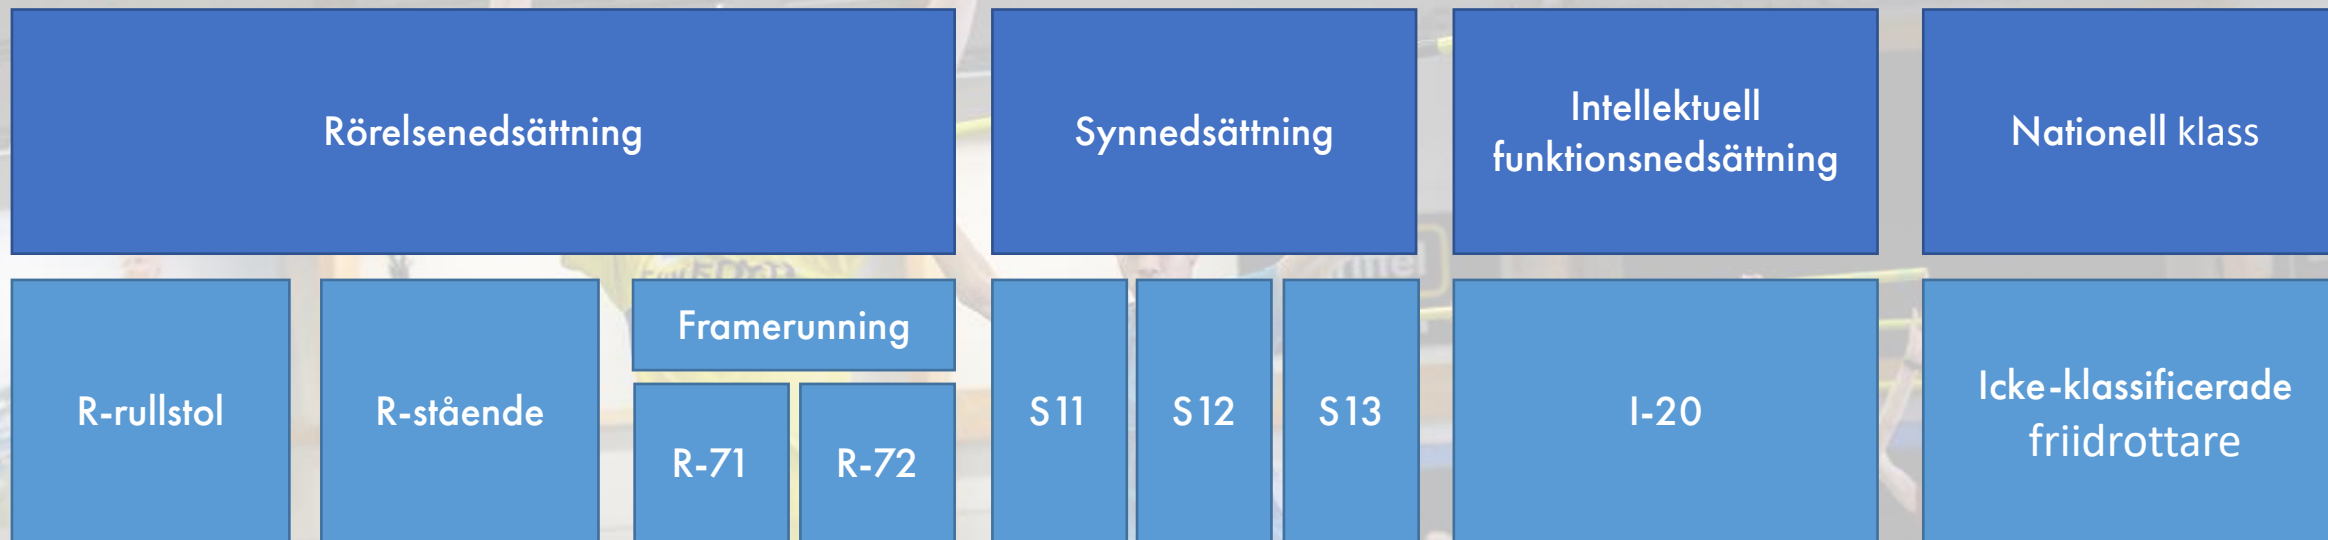 Rörelsenedsättning
Synnedsättning
Intellektuell
funktionsnedsättning
Nationell klass
R-rullstol
R-stående
Framerunning
R-71
R-72
S11
S12
S13
I-20
Icke-klassificerade
friidrottare